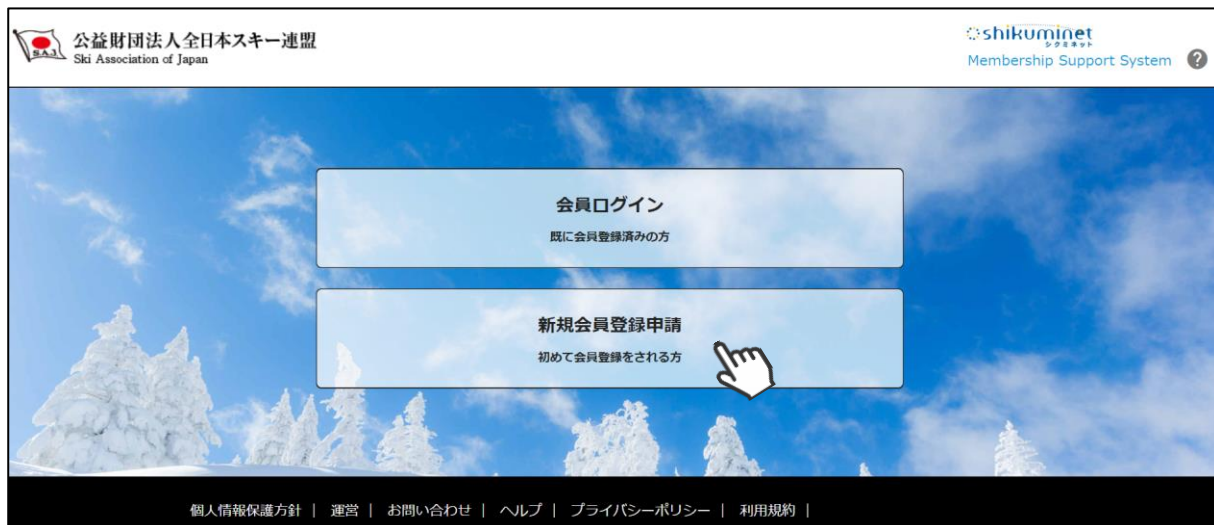 S.A.J.
公益財団法人全日本スキー連盟
Ski Association of Japan
shikuminet
シクミネット
Membership Support System ?
会員ログイン
既に会員登録済みの方
新規会員登録申請
初めて会員登録をされる方
個人情報保護方針 | 運営 | お問い合わせ | ヘルプ | プライバシーポリシー | 利用規約 |